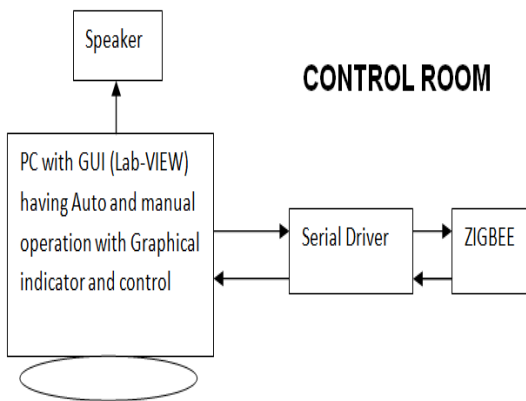 Speaker
CONTROL ROOM
PC with GUI (Lab-VIEW)
having Auto and manual
operation with Graphical
indicator and control
Serial Driver
ZIGBEE